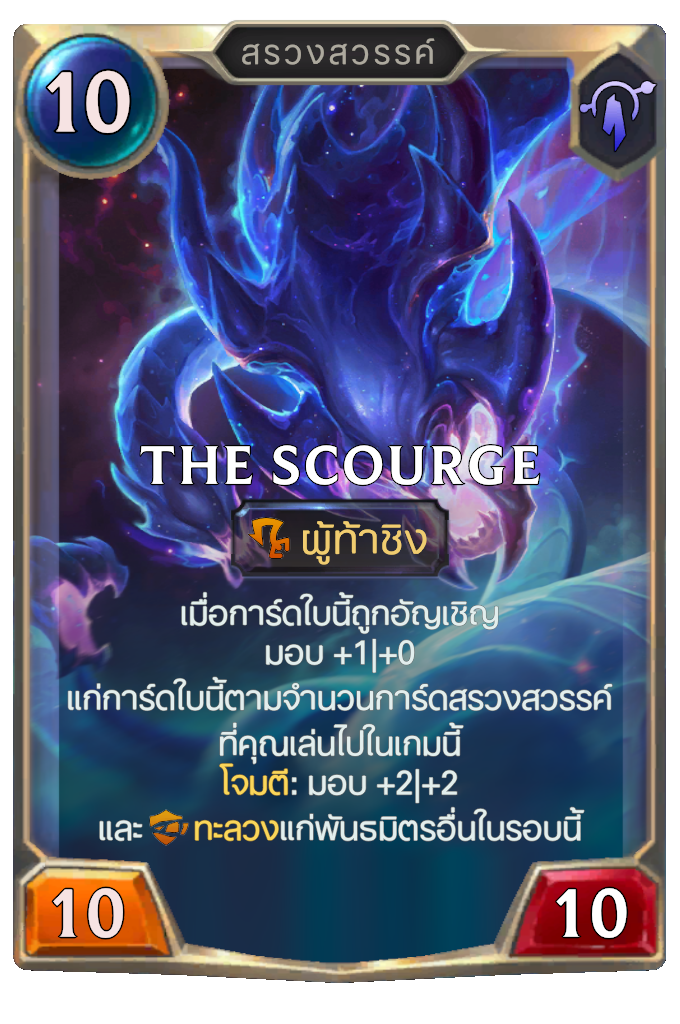 สรวงสวรรค์
10
THE SCOURGE
ผู้ท้าชิง
เมื่อการ์ดใบนี้ถูกอัญเชิญ
มอบ +1|+0
แก่การ์ดใบนี้ตามจำนวนการ์ดสรวงสวรรค์
ที่คุณเล่นไปในเกมนี้
โจมตี: มอบ +2|+2
และ ทะลวงแก่พันธมิตรอื่นในรอบนี้
10
10